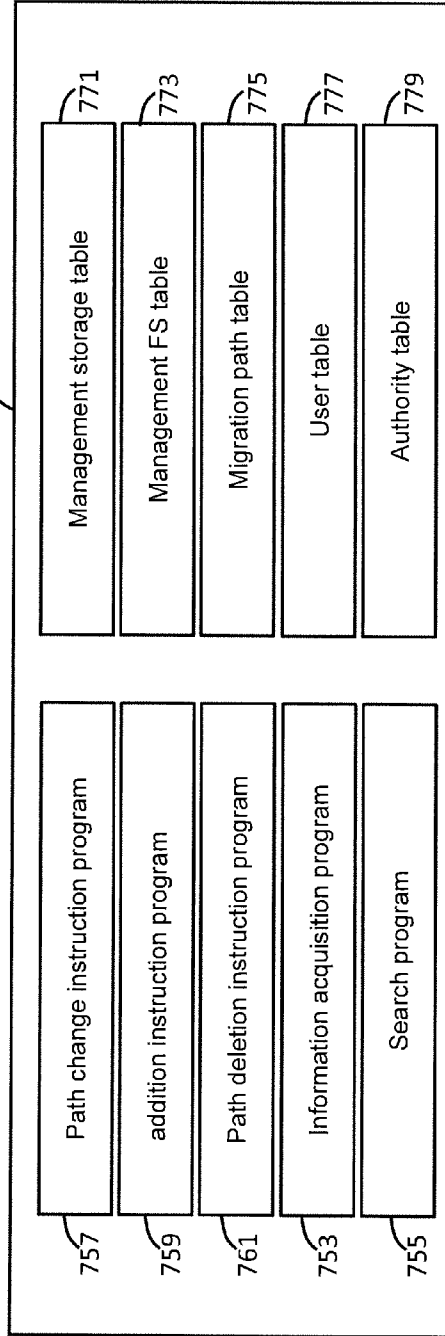 757
Path change instruction program
759
addition instruction program
761
Path deletion instruction program
753
Information acquisition program
755
Search program
Management storage table
771
Management FS table
773
Migration path table
775
User table
777
Authority table
779